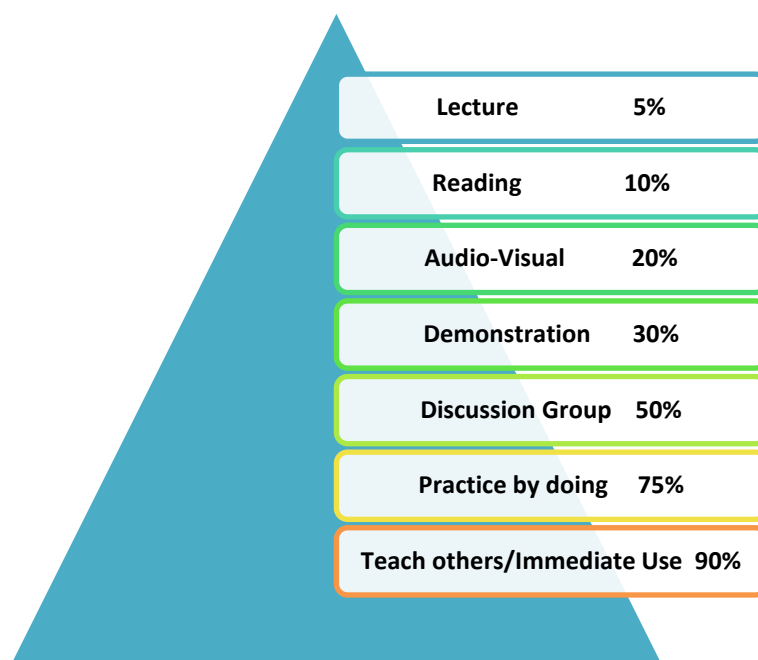 Lecture 5%
Reading 10%
Audio-Visual 20%
Demonstration 30%
Discussion Group 50%
Practice by doing 75%
Teach others/Immediate Use 90%